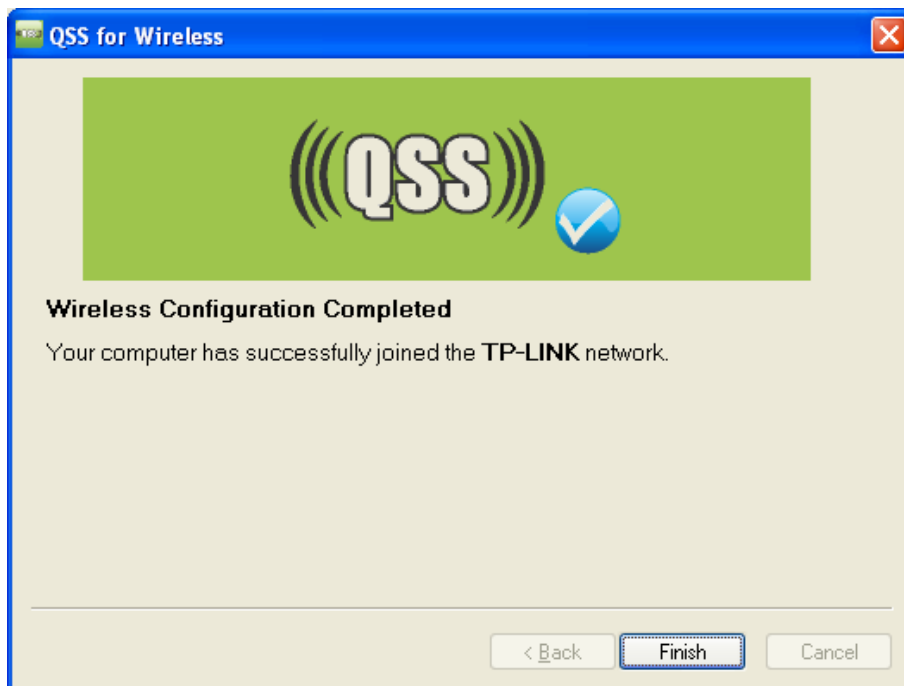 QSS for Wireless
(((QSS)))
Wireless Configuration Completed
Your computer has successfully joined the TP-LINK network.
< Back
Finish
Cancel